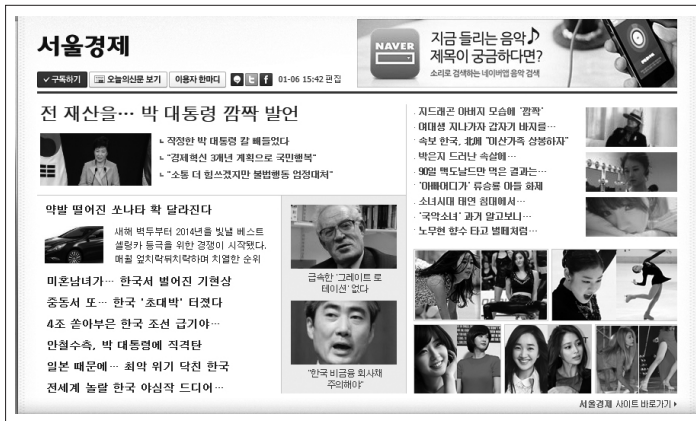 서울경제
NAVER
지금 들리는 음악♪
제목이 궁금하다면?
소리로 검색하는 네이버앱 음악 검색
✓구독하기 오늘의신문 보기 이용자 한마디 t f 01-06 15:42 편집
전 재산을… 박 대통령 깜짝 발언
ㄴ 작정한 박 대통령 칼 빼들었다
ㄴ "경제혁신 3개년 계획으로 국민행복"
ㄴ "소통 더 힘쓰겠지만 불법행동 엄정대처"
약발 떨어진 쏘나타 확 달라진다
새해 벽두부터 2014년을 빛낼 베스트
셀링카 등극을 위한 경쟁이 시작됐다.
매월 엎치락뒤치락하며 치열한 순위
미혼남녀가… 한국서 벌어진 기현상
중동서 또… 한국 '초대박' 터졌다
4조 쏟아부은 한국 조선 급기야…
안철수측, 박 대통령에 직격탄
일본 때문에… 최악 위기 닥친 한국
전세계 놀랄 한국 야심작 드디어…
급속한 '그레이트 로
테이션' 없다
"한국 비금융 회사채
주의해야"
· 지드래곤 아버지 모습에 '깜짝'
· 여대생 지나가자 갑자기 바지를…
· 속보 한국, 北에 "이산가족 상봉하자"
· 박은지 드러난 속살에…
· 90일 맥도날드만 먹은 결과는…
· '아빠어디가' 류승룡 아들 화제
· 소녀시대 태연 침대에서…
· '국악소녀' 과거 알고보니…
· 노무현 향수 타고 벌떼처럼…
서울경제 사이트 바로가기 ▸